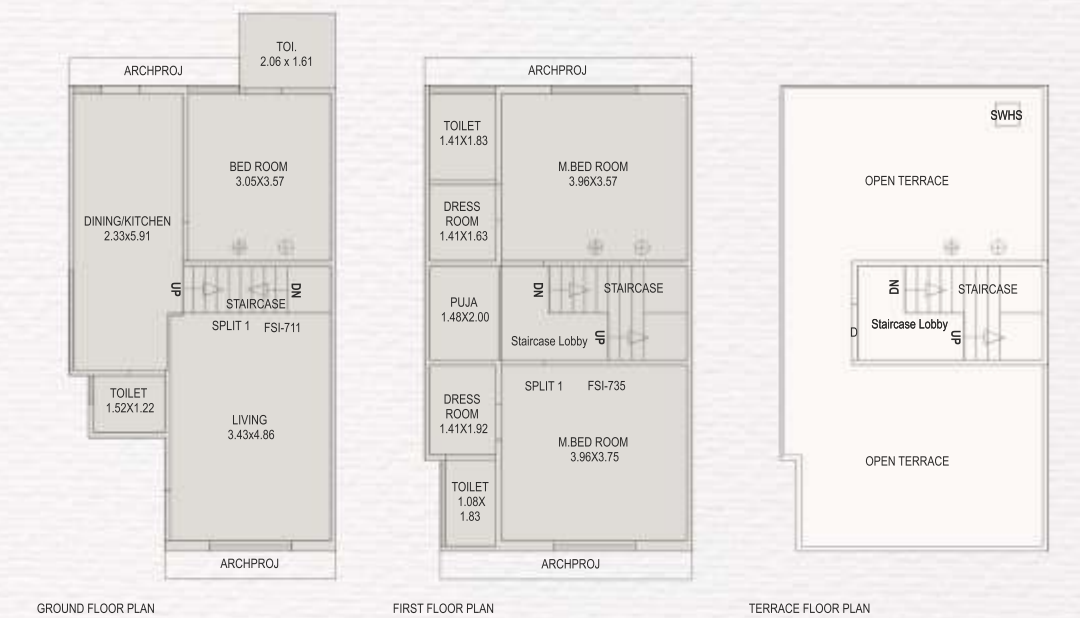 TOI.
2.06 x 1.61
ARCHPROJ
BED ROOM
3.05X3.57
DINING/KITCHEN
2.33x5.91
UP
DN
STAIRCASE
SPLIT 1 FSI-711
TOILET
1.52X1.22
LIVING
3.43x4.86
ARCHPROJ
GROUND FLOOR PLAN
ARCHPROJ
TOILET
1.41X1.83
M.BED ROOM
3.96X3.57
DRESS
ROOM
1.41X1.63
PUJA
1.48X2.00
DN
STAIRCASE
UP
Staircase Lobby
SPLIT 1 FSI-735
DRESS
ROOM
1.41X1.92
M.BED ROOM
3.96X3.75
TOILET
1.08X
1.83
ARCHPROJ
FIRST FLOOR PLAN
SWHS
OPEN TERRACE
DN
STAIRCASE
D
Staircase Lobby
UP
OPEN TERRACE
TERRACE FLOOR PLAN